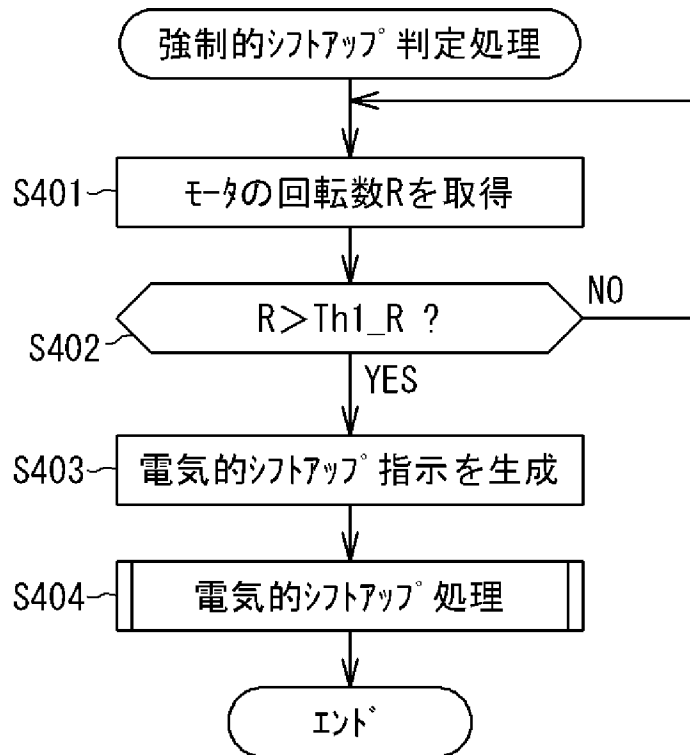 強制的ｼﾌﾄｱｯﾌﾟ判定処理
S401
ﾓｰﾀの回転数Rを取得
R＞Th1_R ?
NO
S402
YES
S403
電気的ｼﾌﾄｱｯﾌﾟ指示を生成
S404
電気的ｼﾌﾄｱｯﾌﾟ処理
ｴﾝﾄﾞ